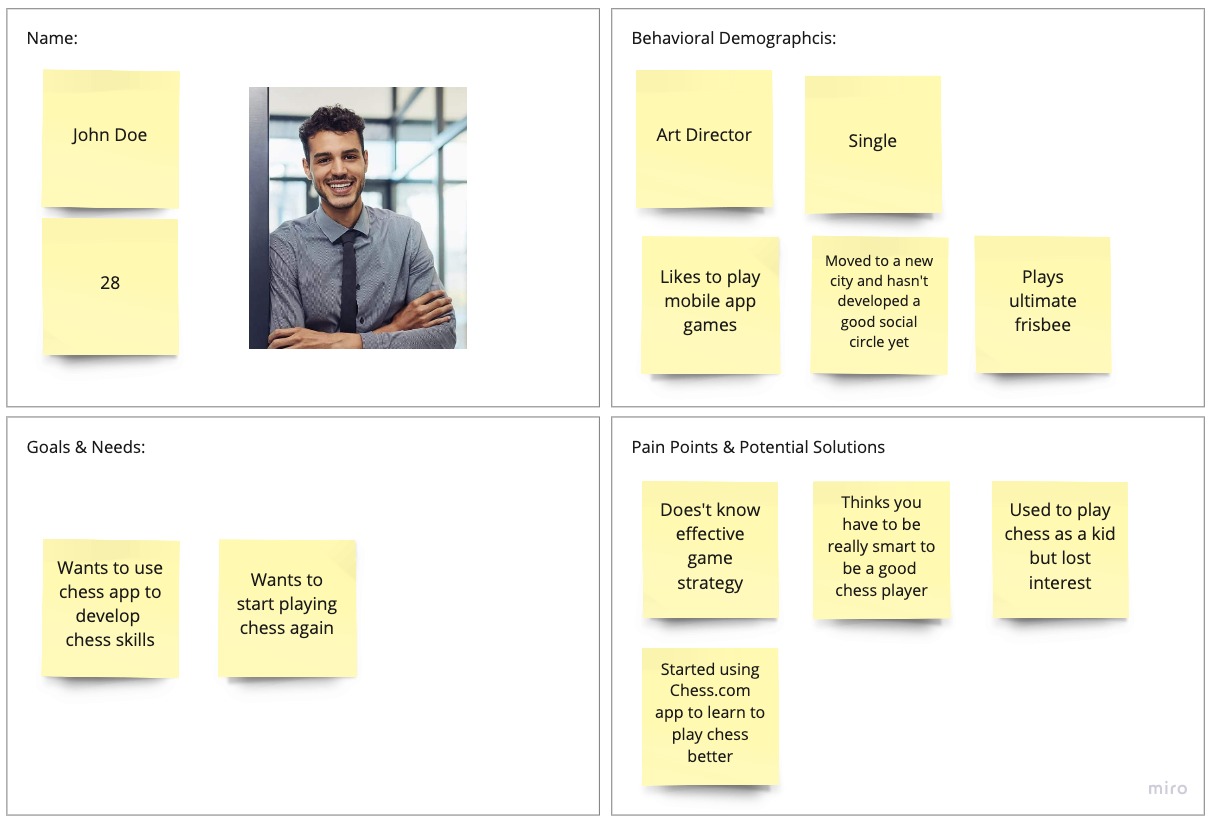 Name:
John Doe
28
Behavioral Demographcis:
Art Director
Single
Likes to play
mobile app
games
Moved to a new
city and hasn't
developed a
good social
circle yet
Plays
ultimate
frisbee
Goals & Needs:
Wants to use
chess app to
develop
chess skills
Wants to
start playing
chess again
Pain Points & Potential Solutions
Does't know
effective
game
strategy
Thinks you
have to be
really smart to
be a good
chess player
Used to play
chess as a kid
but lost
interest
Started using
Chess.com
app to learn to
play chess
better
miro